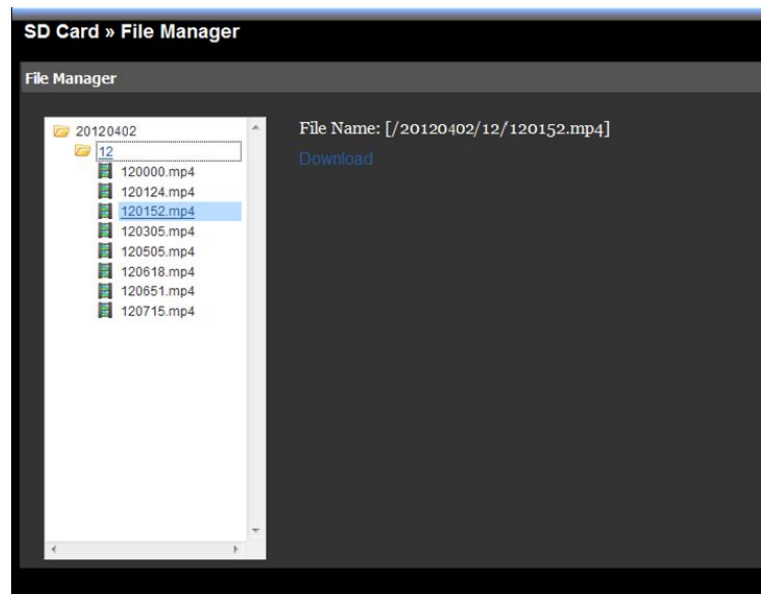 SD Card » File Manager
File Manager
20120402
12
120000.mp4
120124.mp4
120152.mp4
120305.mp4
120505.mp4
120618.mp4
120651.mp4
120715.mp4
File Name: [/20120402/12/120152.mp4]
Download